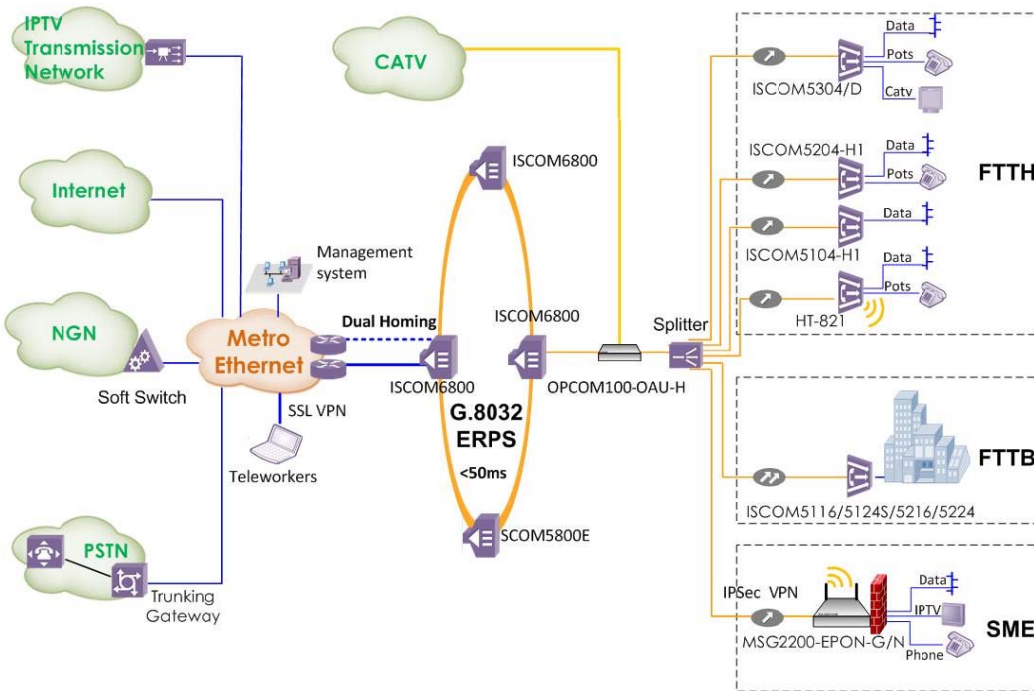 IPTV
Transmission
Network
CATV
Internet
NGN
Soft Switch
PSTN
Trunking
Gateway
Management
system
Metro
Ethernet
SSL VPN
Teleworkers
Dual Homing
ISCOM6800
ISCOM6800
ISCOM6800
G.8032
ERPS
<50ms
SCOM5800E
OPCOM100-OAU-H
Splitter
Data
Pots
Catv
ISCOM5304/D
ISCOM5204-H1
Data
Pots
FTTH
Data
ISCOM5104-H1
Data
Pots
HT-821
FTTB
ISCOM5116/5124S/5216/5224
IPSec VPN
Data
IPTV
Phone
MSG2200-EPON-G/N
SME